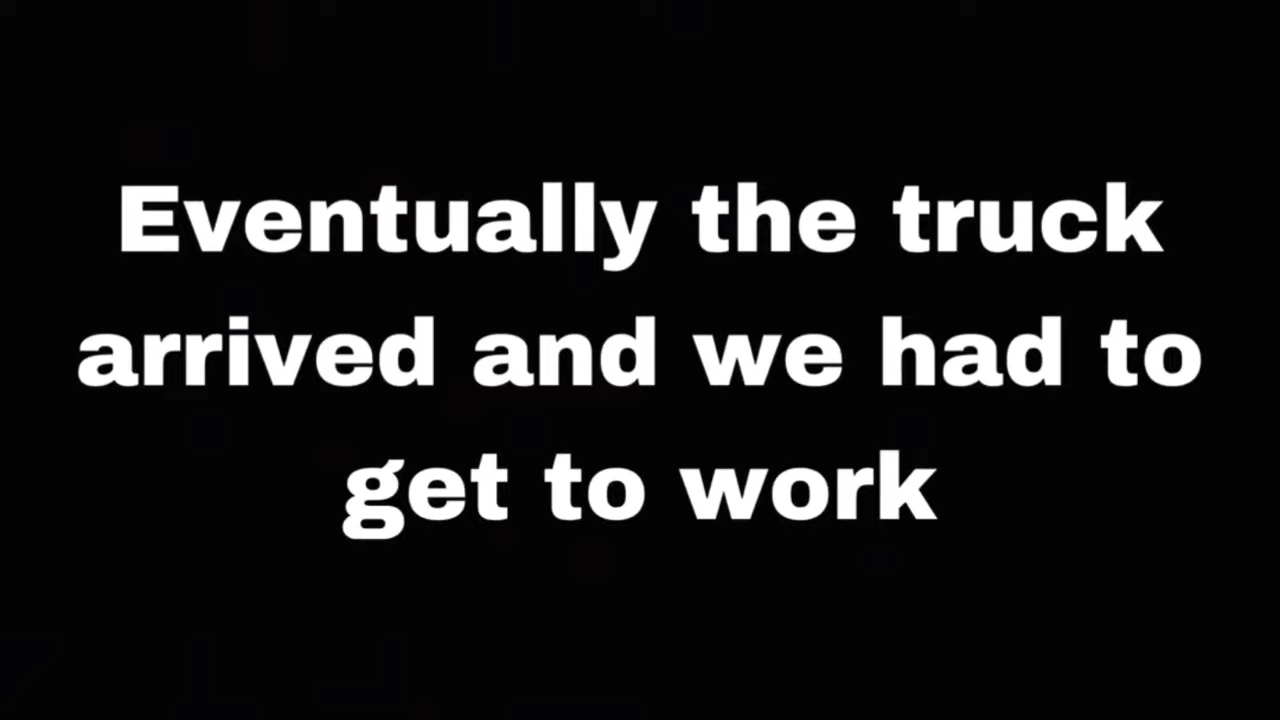 Eventually the truck
arrived and we had to
get to work